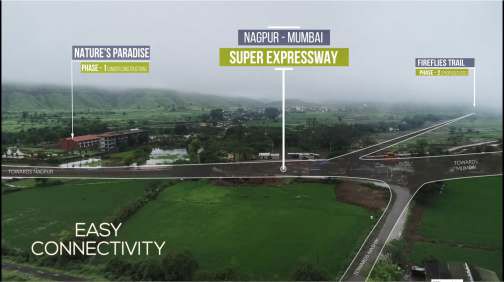 NAGPUR - MUMBAI
SUPER EXPRESSWAY
NATURE'S PARADISE
PHASE - 1
FIREFLIES TRAIL
PHASE - 2
TOWARDS NAGPUR
TOWARDS
MUMBAI
EASY
CONNECTIVITY